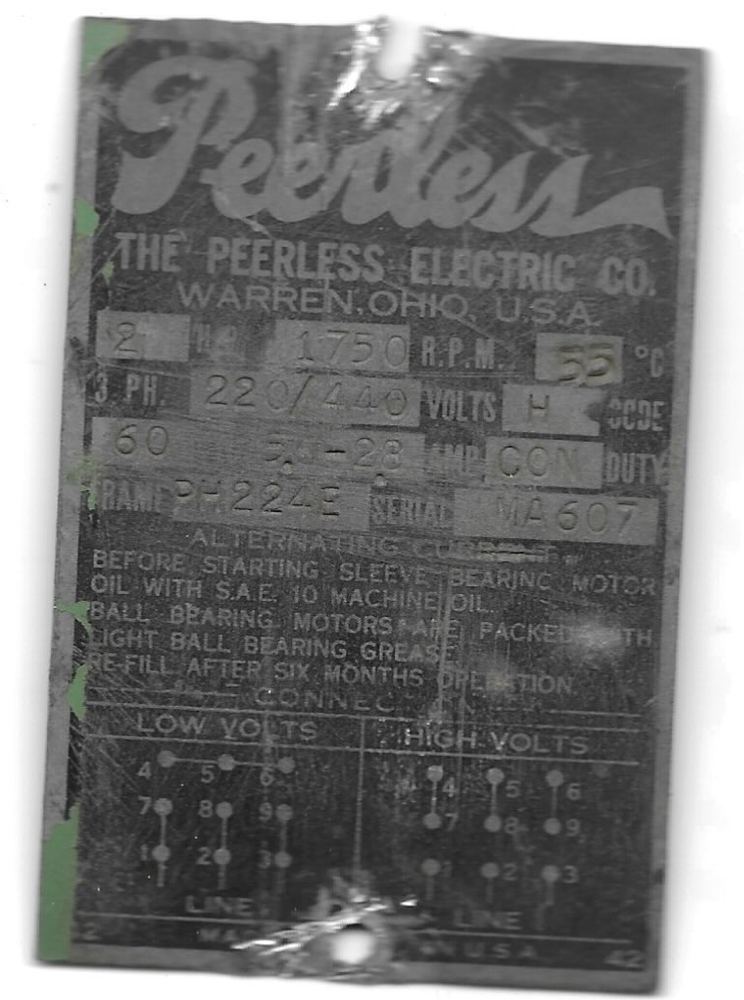 Peerless
THE PEERLESS ELECTRIC CO.
WARREN, OHIO, U.S.A.
2 H.P. 1750 R.P.M. 55 °C
3. PH. 220/440 VOLTS H CODE
60 -2.8 AMP CON DUTY
FRAME PH224E SERIAL MA607
ALTERNATING CURRENT
BEFORE STARTING SLEEVE BEARING MOTOR
OIL WITH S.A.E. 10 MACHINE OIL.
BALL BEARING MOTORS ARE PACKED WITH
LIGHT BALL BEARING GREASE
RE-FILL AFTER SIX MONTHS OPERATION
LOW VOLTS HIGH VOLTS
4 5 6 4 5 6
7 8 9 7 8 9
1 2 3 1 2 3
LINE LINE
IN U.S.A. 42